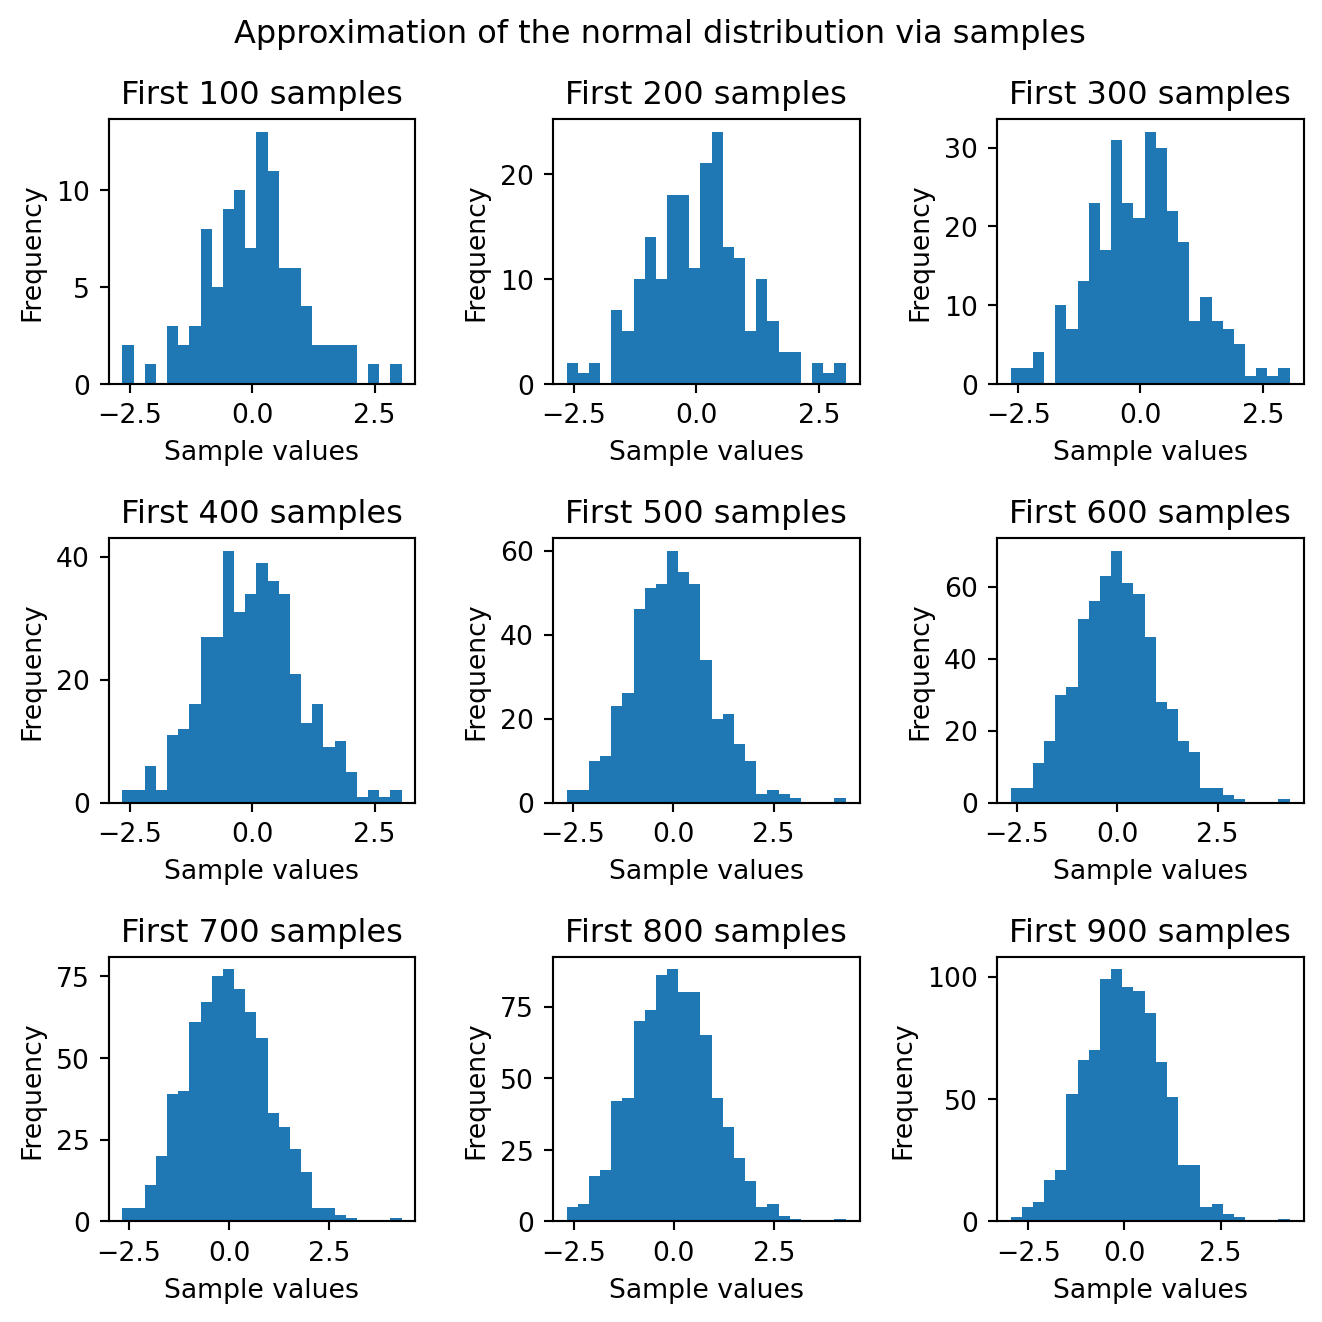 Approximation of the normal distribution via samples
First 100 samples
10
5
0
Frequency
−2.5 0.0 2.5
Sample values
First 200 samples
20
10
0
Frequency
−2.5 0.0 2.5
Sample values
First 300 samples
30
20
10
0
Frequency
−2.5 0.0 2.5
Sample values
First 400 samples
40
20
0
Frequency
−2.5 0.0 2.5
Sample values
First 500 samples
60
40
20
0
Frequency
−2.5 0.0 2.5
Sample values
First 600 samples
60
40
20
0
Frequency
−2.5 0.0 2.5
Sample values
First 700 samples
75
50
25
0
Frequency
−2.5 0.0 2.5
Sample values
First 800 samples
75
50
25
0
Frequency
−2.5 0.0 2.5
Sample values
First 900 samples
100
50
0
Frequency
−2.5 0.0 2.5
Sample values